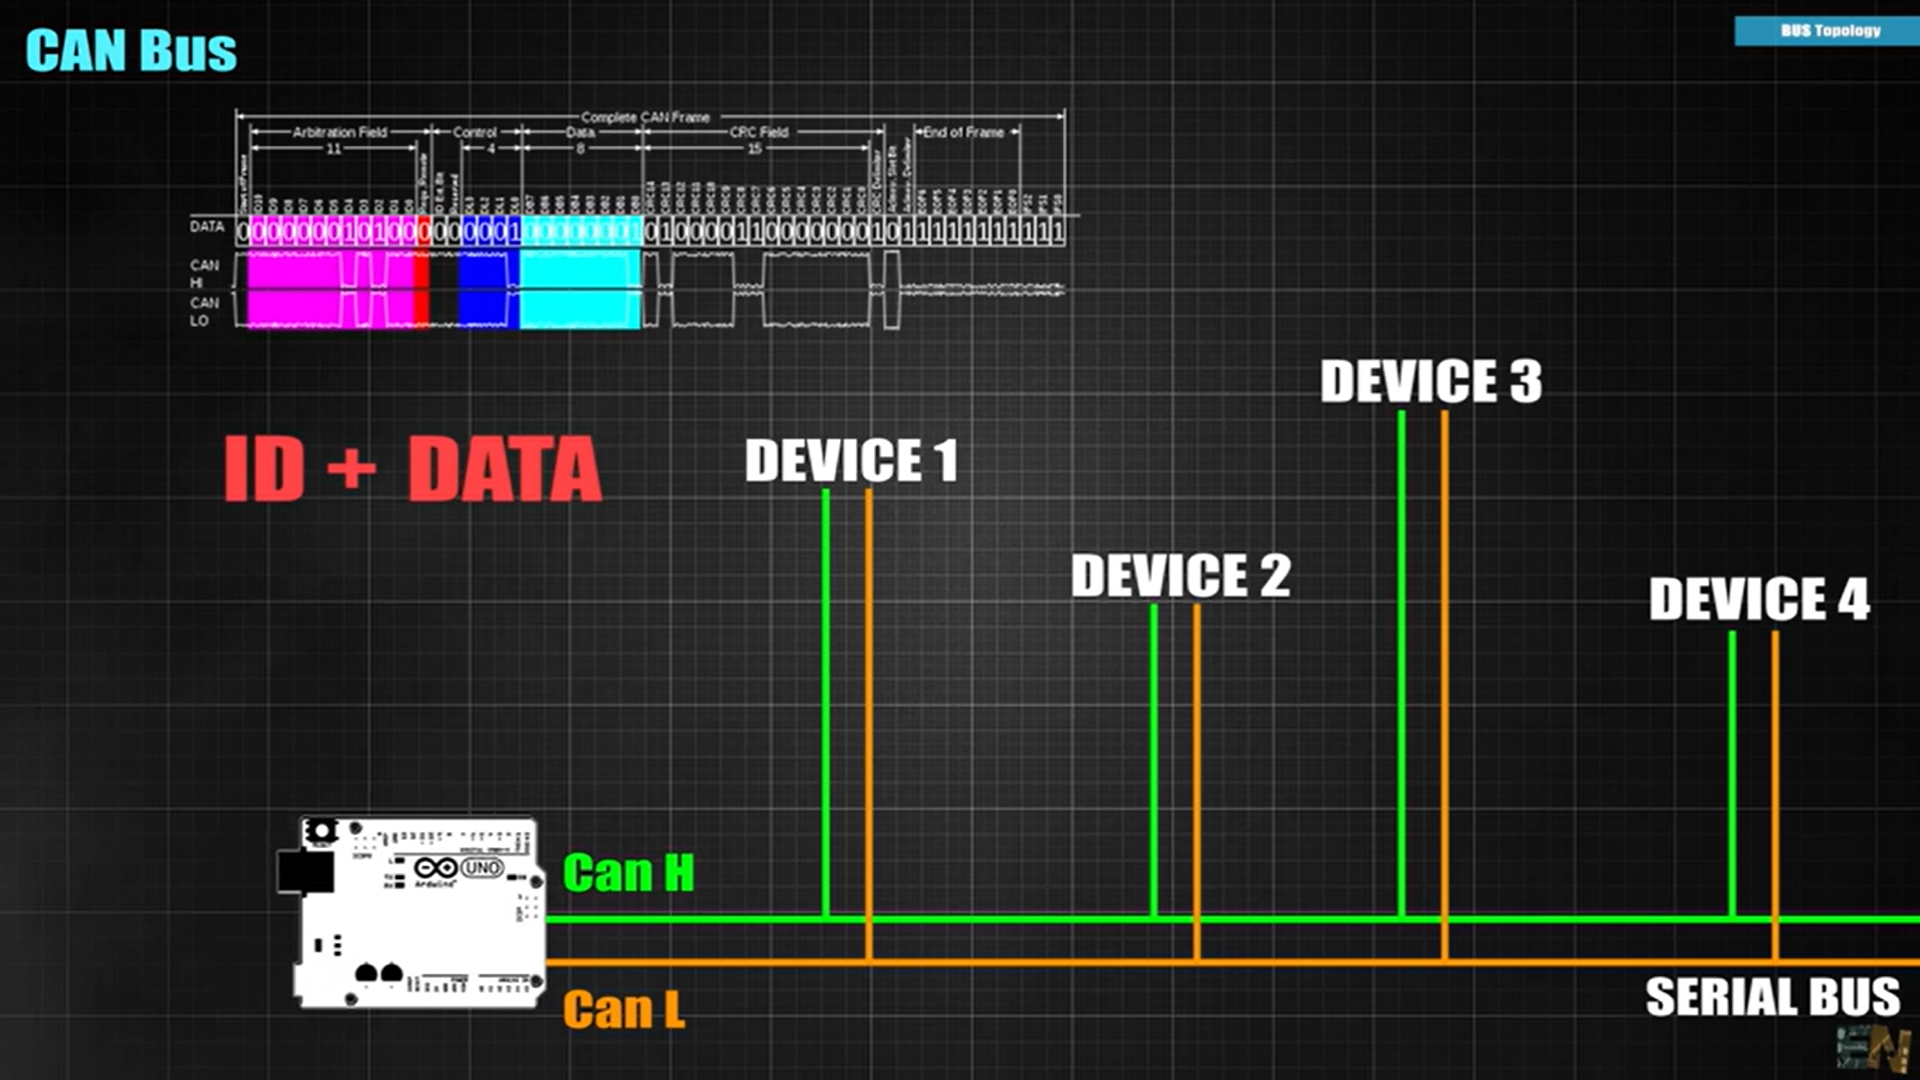 CAN Bus
BUS Topology
Complete CAN Frame
Arbitration Field
Control
Data
CRC Field
End of Frame
11
4
8
15
DATA
0 0 0 0 0 0 0 1 0 1 0 0 0 0 0 0 0 0 1 0 0 0 0 0 0 0 1 0 1 0 0 0 0 1 1 0 0 0 0 0 0 0 1 0 1 1 1 1 1 1 1 1 1 1 1
CAN
HI
CAN
LO
DEVICE 3
ID + DATA
DEVICE 1
DEVICE 2
DEVICE 4
UNO
Arduino
Can H
Can L
SERIAL BUS
EN